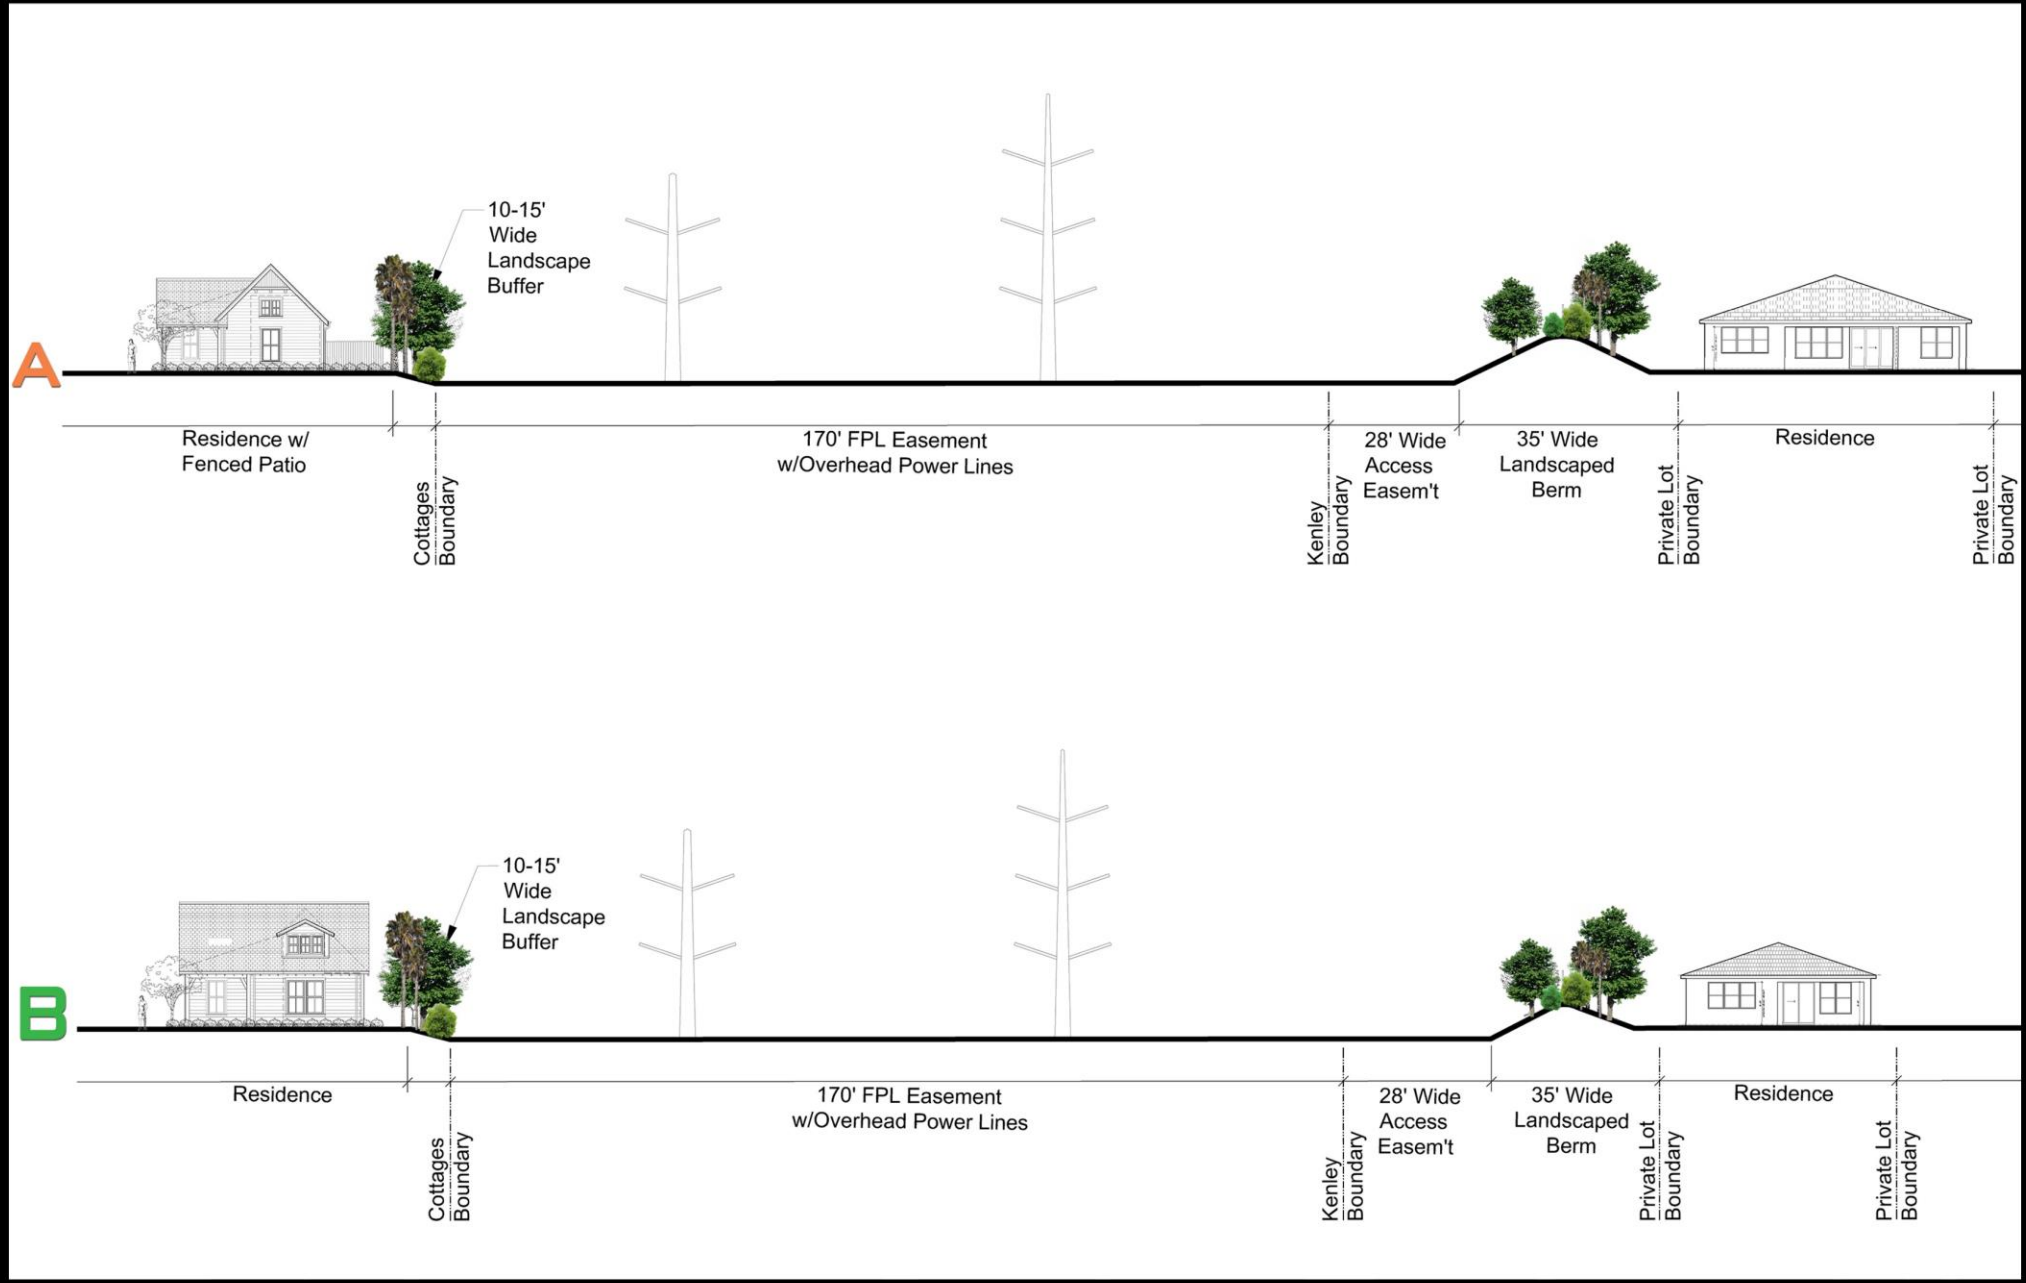 10-15'
Wide
Landscape
Buffer
A
Residence w/
Fenced Patio
170' FPL Easement
w/Overhead Power Lines
28' Wide
Access
Easem't
35' Wide
Landscaped
Berm
Residence
Cottages
Boundary
Kenley
Boundary
Private Lot
Boundary
Private Lot
Boundary
10-15'
Wide
Landscape
Buffer
B
Residence
170' FPL Easement
w/Overhead Power Lines
28' Wide
Access
Easem't
35' Wide
Landscaped
Berm
Residence
Cottages
Boundary
Kenley
Boundary
Private Lot
Boundary
Private Lot
Boundary